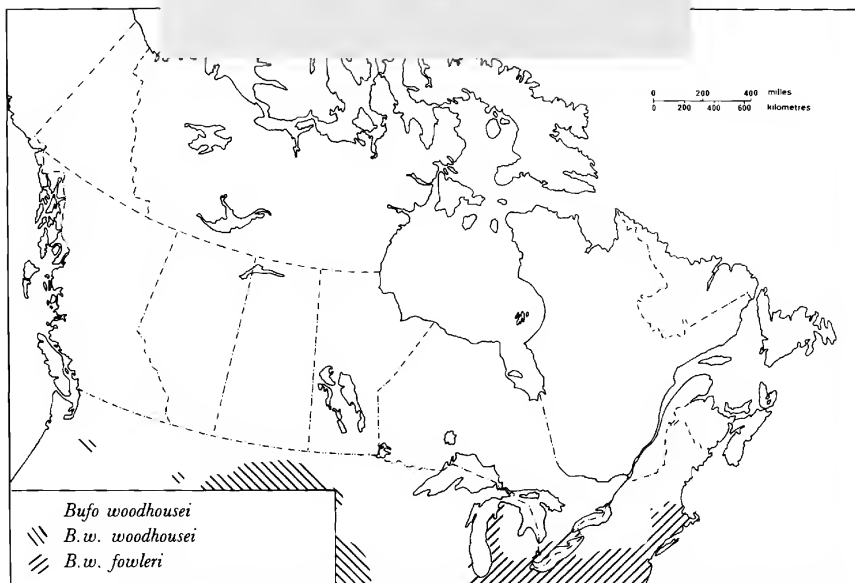 0 200 400 milles
0 200 400 600 kilometres
Bufo woodhousei
B.w. woodhousei
B.w. fowleri